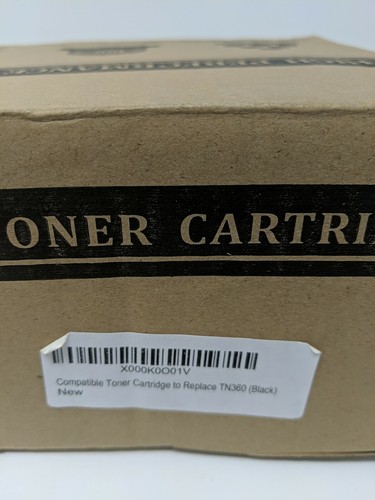 ONER CARTRI
X000K0O01V
Compatible Toner Cartridge to Replace TN360 (Black)
New